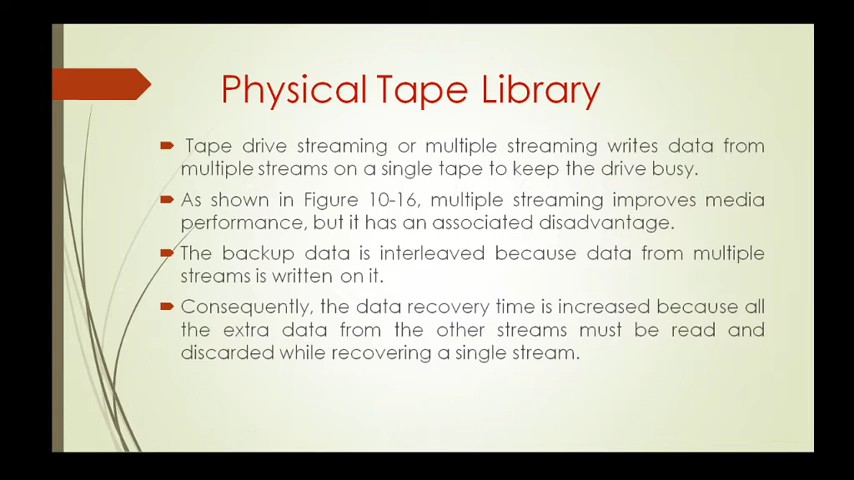 Physical Tape Library
Tape drive streaming or multiple streaming writes data from
multiple streams on a single tape to keep the drive busy.
As shown in Figure 10-16, multiple streaming improves media
performance, but it has an associated disadvantage.
The backup data is interleaved because data from multiple
streams is written on it.
Consequently, the data recovery time is increased because all
the extra data from the other streams must be read and
discarded while recovering a single stream.